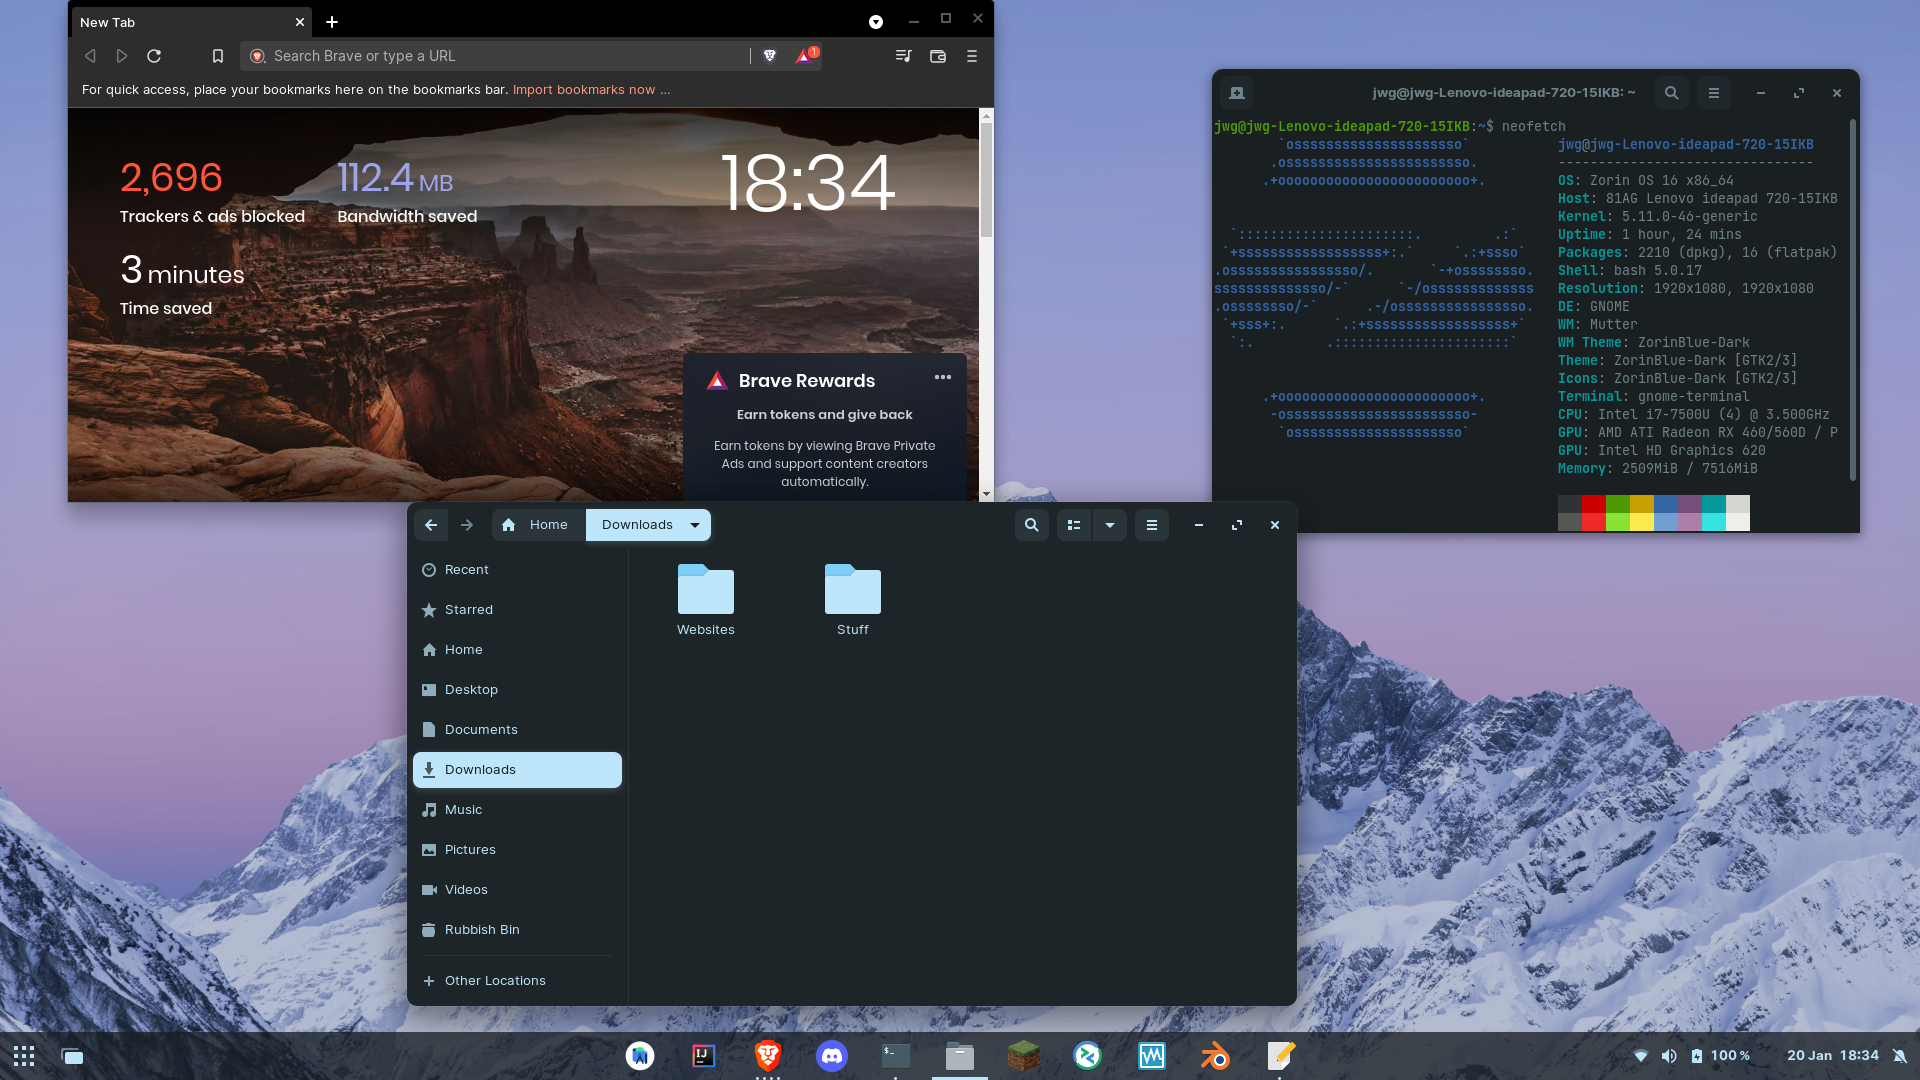 New Tab
Search Brave or type a URL
1
For quick access, place your bookmarks here on the bookmarks bar. Import bookmarks now ...
2,696
Trackers & ads blocked
112.4 MB
Bandwidth saved
3 minutes
Time saved
18:34
Brave Rewards
Earn tokens and give back
Earn tokens by viewing Brave Private
Ads and support content creators
automatically.
jwg@jwg-Lenovo-ideapad-720-15IKB: ~
jwg@jwg-Lenovo-ideapad-720-15IKB:~$ neofetch
jwg@jwg-Lenovo-ideapad-720-15IKB
--------------------------------
OS: Zorin OS 16 x86_64
Host: 81AG Lenovo ideapad 720-15IKB
Kernel: 5.11.0-46-generic
Uptime: 1 hour, 24 mins
Packages: 2210 (dpkg), 16 (flatpak)
Shell: bash 5.0.17
Resolution: 1920x1080, 1920x1080
DE: GNOME
WM: Mutter
WM Theme: ZorinBlue-Dark
Theme: ZorinBlue-Dark [GTK2/3]
Icons: ZorinBlue-Dark [GTK2/3]
Terminal: gnome-terminal
CPU: Intel i7-7500U (4) @ 3.500GHz
GPU: AMD ATI Radeon RX 460/560D / P
GPU: Intel HD Graphics 620
Memory: 2509MiB / 7516MiB
Home
Downloads
Recent
Starred
Home
Desktop
Documents
Downloads
Music
Pictures
Videos
Rubbish Bin
Other Locations
Websites
Stuff
IJ
100 %
20 Jan 18:34